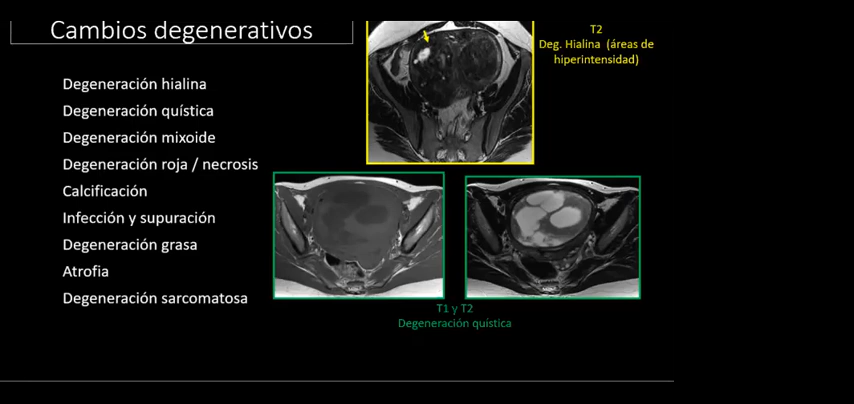 Cambios degenerativos
T2
Deg. Hialina (áreas de
hiperintensidad)
Degeneración hialina
Degeneración quística
Degeneración mixoide
Degeneración roja / necrosis
Calcificación
Infección y supuración
Degeneración grasa
Atrofia
Degeneración sarcomatosa
T1 y T2
Degeneración quística